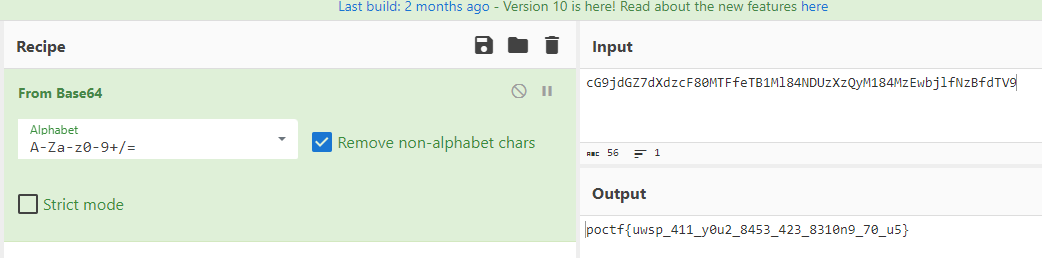 Last build: 2 months ago - Version 10 is here! Read about the new features here
Recipe
From Base64
Alphabet
A-Za-z0-9+/=
Remove non-alphabet chars
Strict mode
Input
cG9jdGZ7dXdzcF80MTFfeTB1Ml84NDUzXzQyM184MzEwbjlfNzBfdTV9
ABC 56 1
Output
poctf{uwsp_411_y0u2_8453_423_8310n9_70_u5}